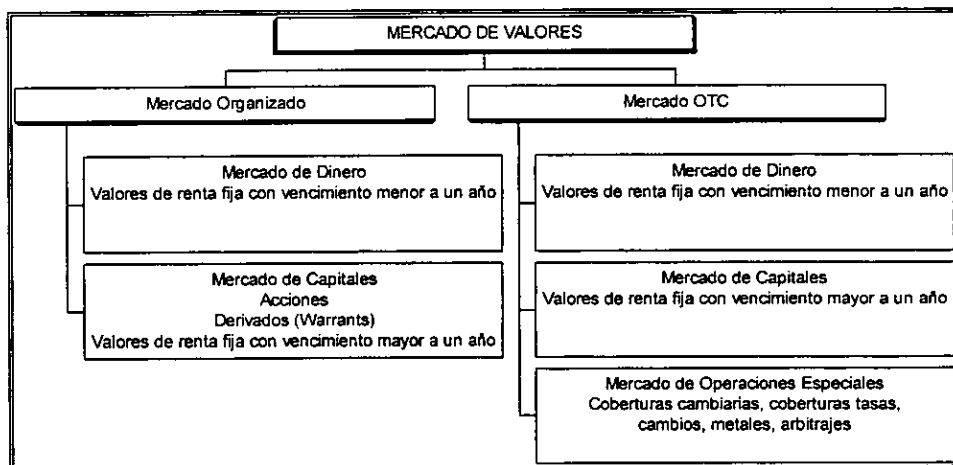 MERCADO DE VALORES
Mercado Organizado
Mercado de Dinero
Valores de renta fija con vencimiento menor a un año
Mercado de Capitales
Acciones
Derivados (Warrants)
Valores de renta fija con vencimiento mayor a un año
Mercado OTC
Mercado de Dinero
Valores de renta fija con vencimiento menor a un año
Mercado de Capitales
Valores de renta fija con vencimiento mayor a un año
Mercado de Operaciones Especiales
Coberturas cambiarias, coberturas tasas,
cambios, metales, arbitrajes